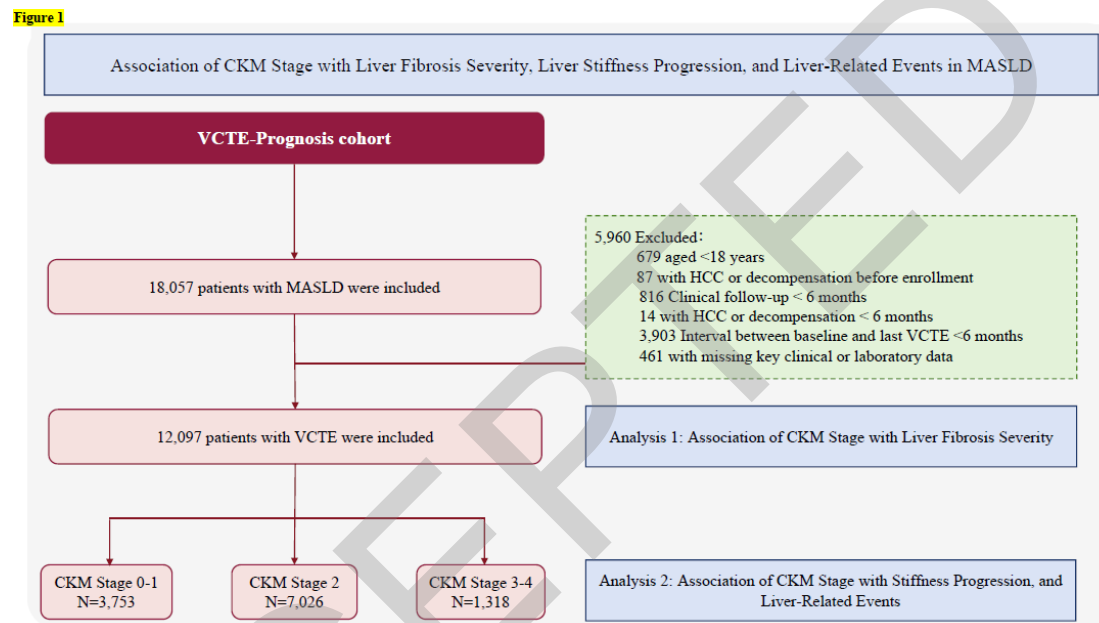 Figure 1
Association of CKM Stage with Liver Fibrosis Severity, Liver Stiffness Progression, and Liver-Related Events in MASLD
VCTE-Prognosis cohort
5,960 Excluded:
679 aged <18 years
87 with HCC or decompensation before enrollment
816 Clinical follow-up < 6 months
14 with HCC or decompensation < 6 months
3,903 Interval between baseline and last VCTE <6 months
461 with missing key clinical or laboratory data
18,057 patients with MASLD were included
12,097 patients with VCTE were included
Analysis 1: Association of CKM Stage with Liver Fibrosis Severity
CKM Stage 0-1
N=3,753
CKM Stage 2
N=7,026
CKM Stage 3-4
N=1,318
Analysis 2: Association of CKM Stage with Stiffness Progression, and
Liver-Related Events
CEPTED